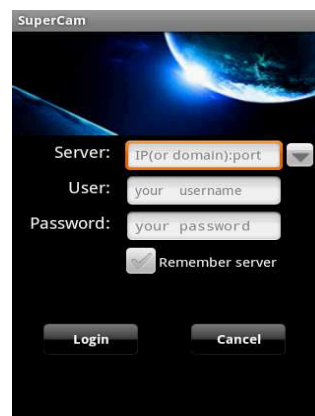 SuperCam
Server: IP(or domain):port
User: your username
Password: your password
Remember server
Login Cancel